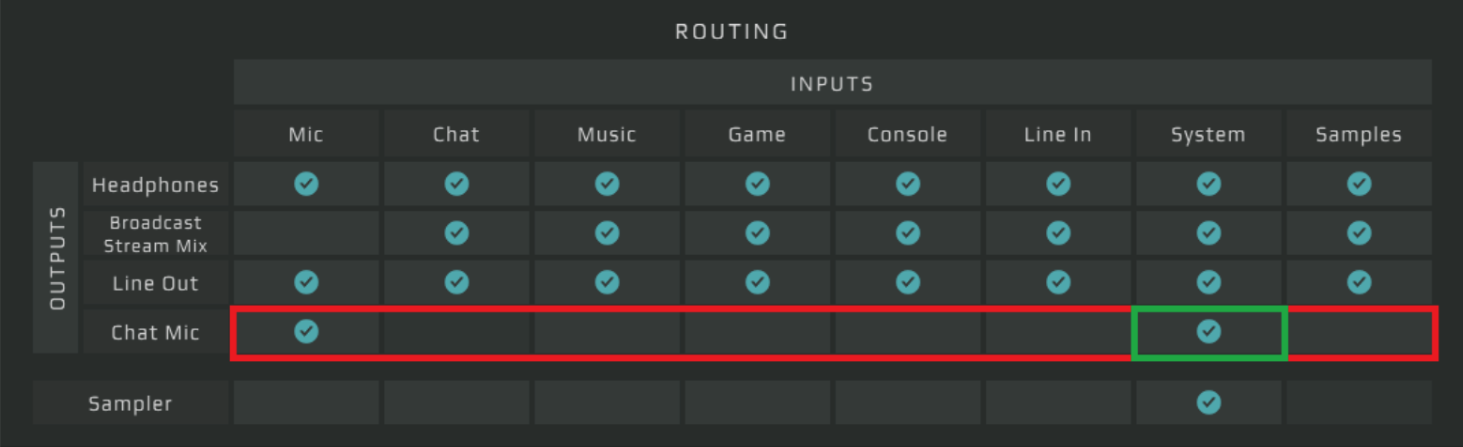 ROUTING
INPUTS
Mic Chat Music Game Console Line In System Samples
OUTPUTS
Headphones
Broadcast
Stream Mix
Line Out
Chat Mic
Sampler